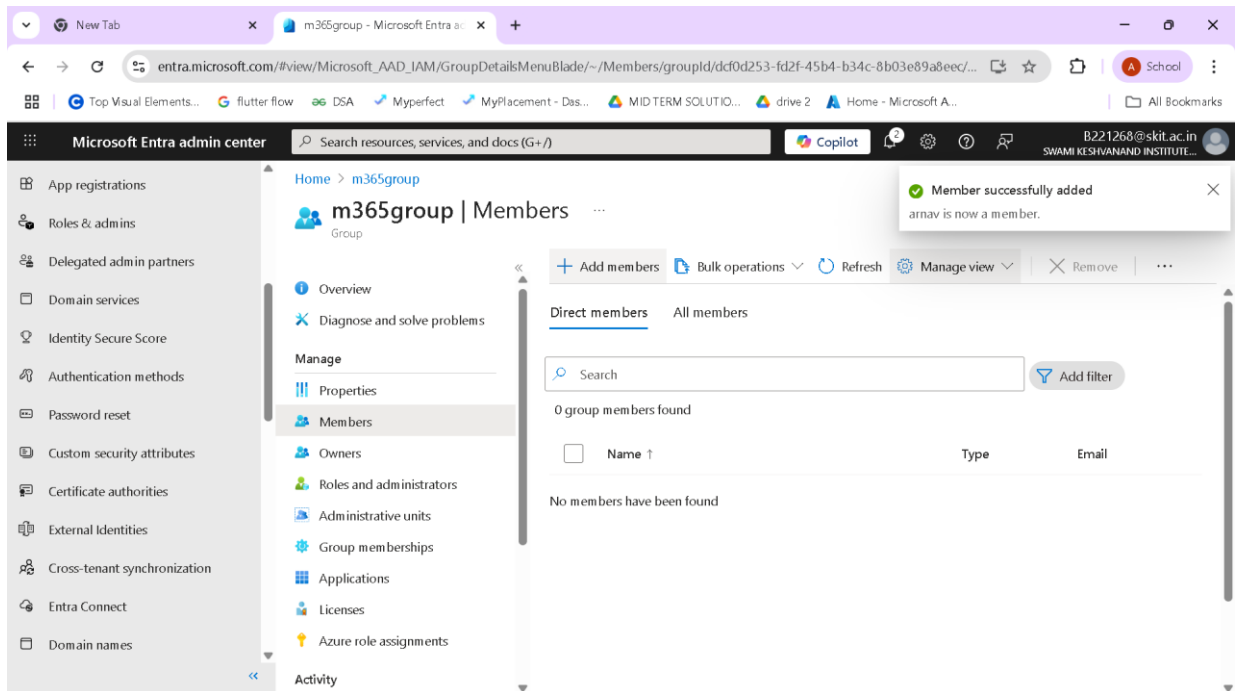 New Tab
m365group - Microsoft Entra ac
entra.microsoft.com/#view/Microsoft_AAD_IAM/GroupDetailsMenuBlade/~/Members/groupId/dcf0d253-fd2f-45b4-b34c-8b03e89a8eec/...
A School
Top Visual Elements...
flutter flow
DSA
Myperfect
MyPlacement - Das...
MID TERM SOLUTIO...
drive 2
Home - Microsoft A...
All Bookmarks
Microsoft Entra admin center
Search resources, services, and docs (G+/)
Copilot
2
B221268@skit.ac.in
SWAMI KESHVANAND INSTITUTE...
App registrations
Roles & admins
Delegated admin partners
Domain services
Identity Secure Score
Authentication methods
Password reset
Custom security attributes
Certificate authorities
External Identities
Cross-tenant synchronization
Entra Connect
Domain names
Home > m365group
m365group | Members ...
Group
Member successfully added
arnav is now a member.
Overview
Diagnose and solve problems
Manage
Properties
Members
Owners
Roles and administrators
Administrative units
Group memberships
Applications
Licenses
Azure role assignments
Activity
Add members
Bulk operations
Refresh
Manage view
Remove
...
Direct members
All members
Search
Add filter
0 group members found
Name ↑
Type
Email
No members have been found